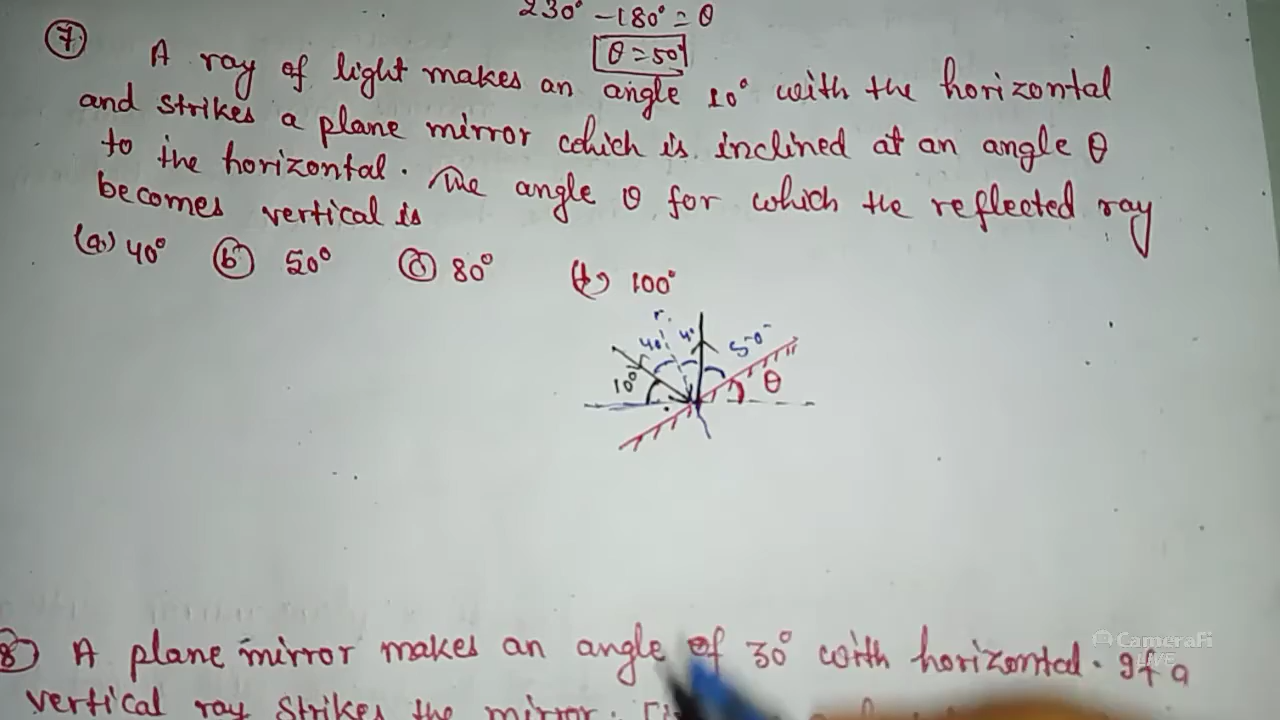 230° - 180° = θ
θ = 50°
⑦ A ray of light makes an angle 10° with the horizontal
and strikes a plane mirror which is inclined at an angle θ
to the horizontal. The angle θ for which the reflected ray
becomes vertical is
(a) 40° (b) 50° (c) 80° (d) 100°
r.
40 4° 50
10° θ
⑧ A plane mirror makes an angle of 30° with horizontal. If a
vertical ray strikes the mirror.
CameraFi
LIVE